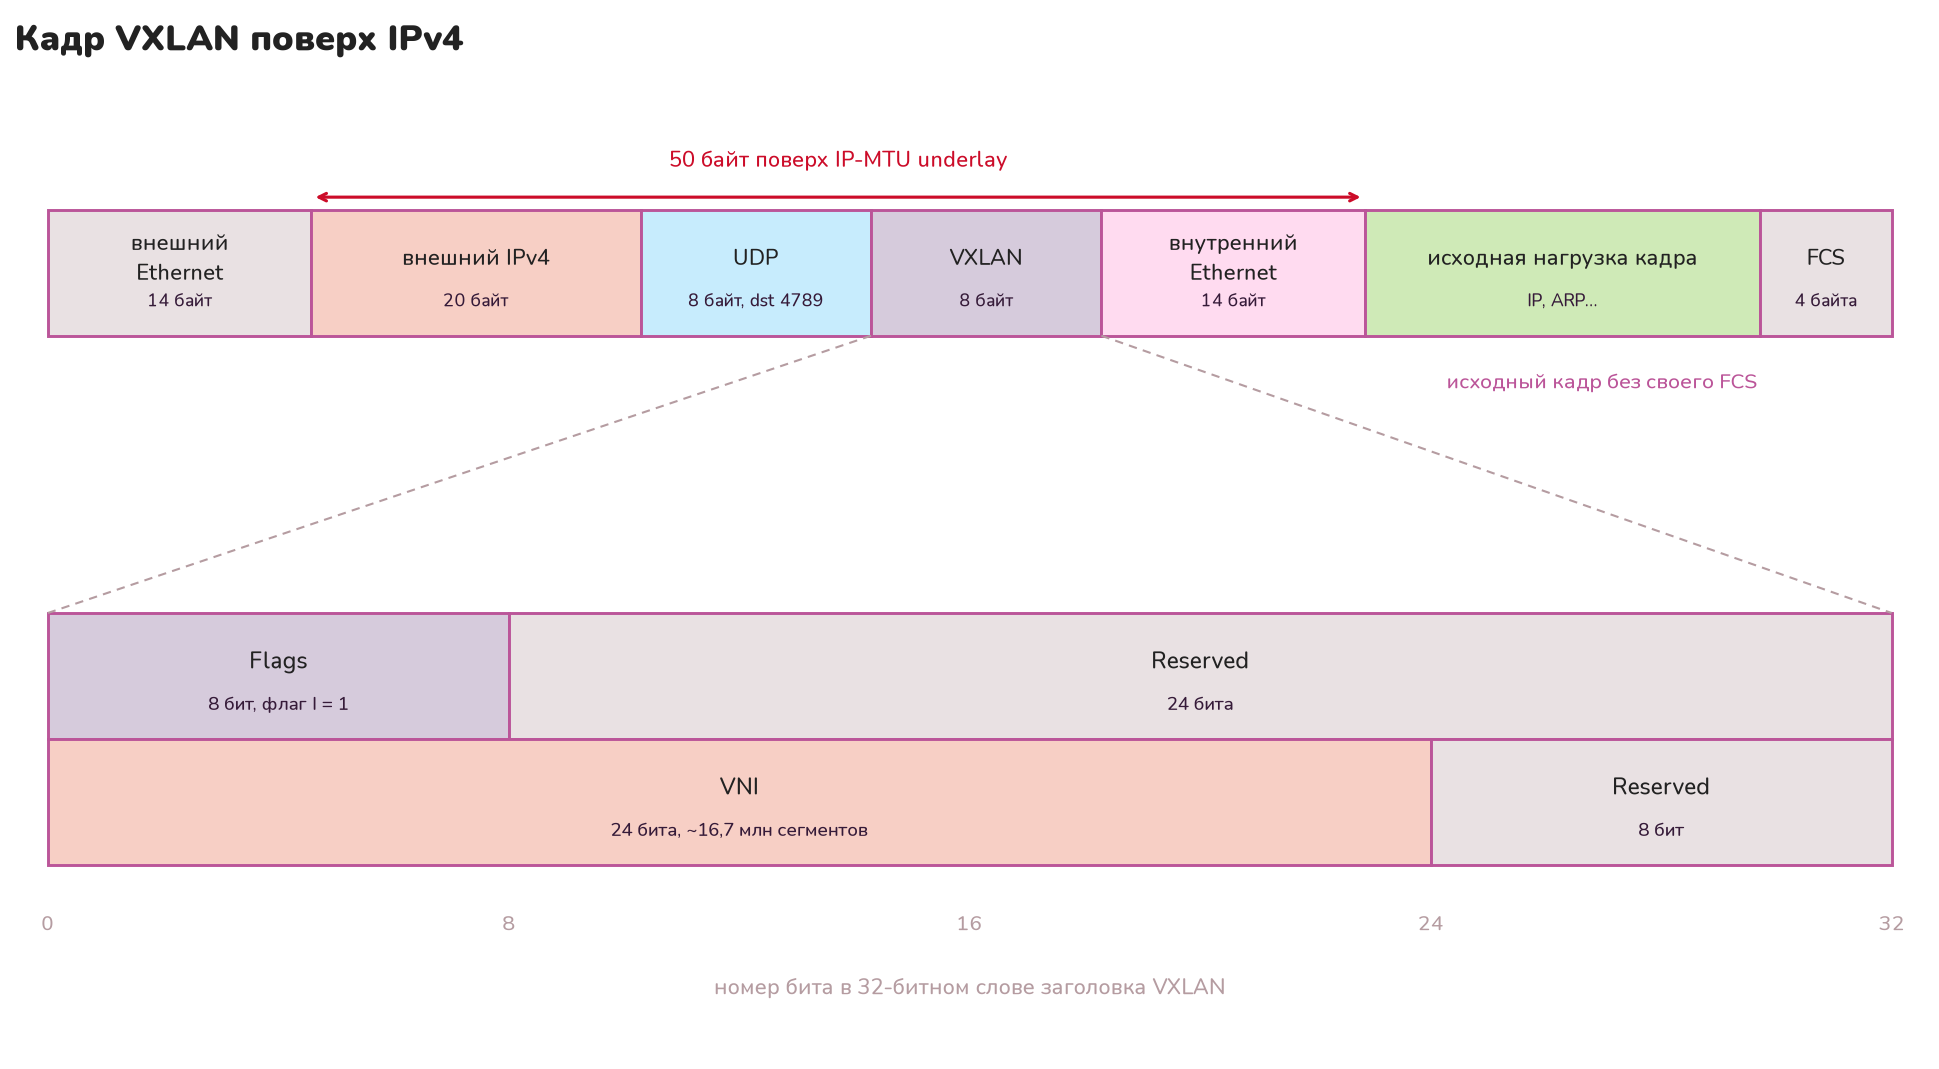 Кадр VXLAN поверх IPv4
50 байт поверх IP-MTU underlay
внешний
Ethernet
14 байт
внешний IPv4
20 байт
UDP
8 байт, dst 4789
VXLAN
8 байт
внутренний
Ethernet
14 байт
исходная нагрузка кадра
IP, ARP...
FCS
4 байта
исходный кадр без своего FCS
Flags
8 бит, флаг I = 1
Reserved
24 бита
VNI
24 бита, ~16,7 млн сегментов
Reserved
8 бит
0 8 16 24 32
номер бита в 32-битном слове заголовка VXLAN